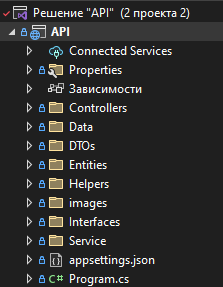 Решение "API" (2 проекта 2)
API
Connected Services
Properties
Зависимости
Controllers
Data
DTOs
Entities
Helpers
images
Interfaces
Service
appsettings.json
Program.cs